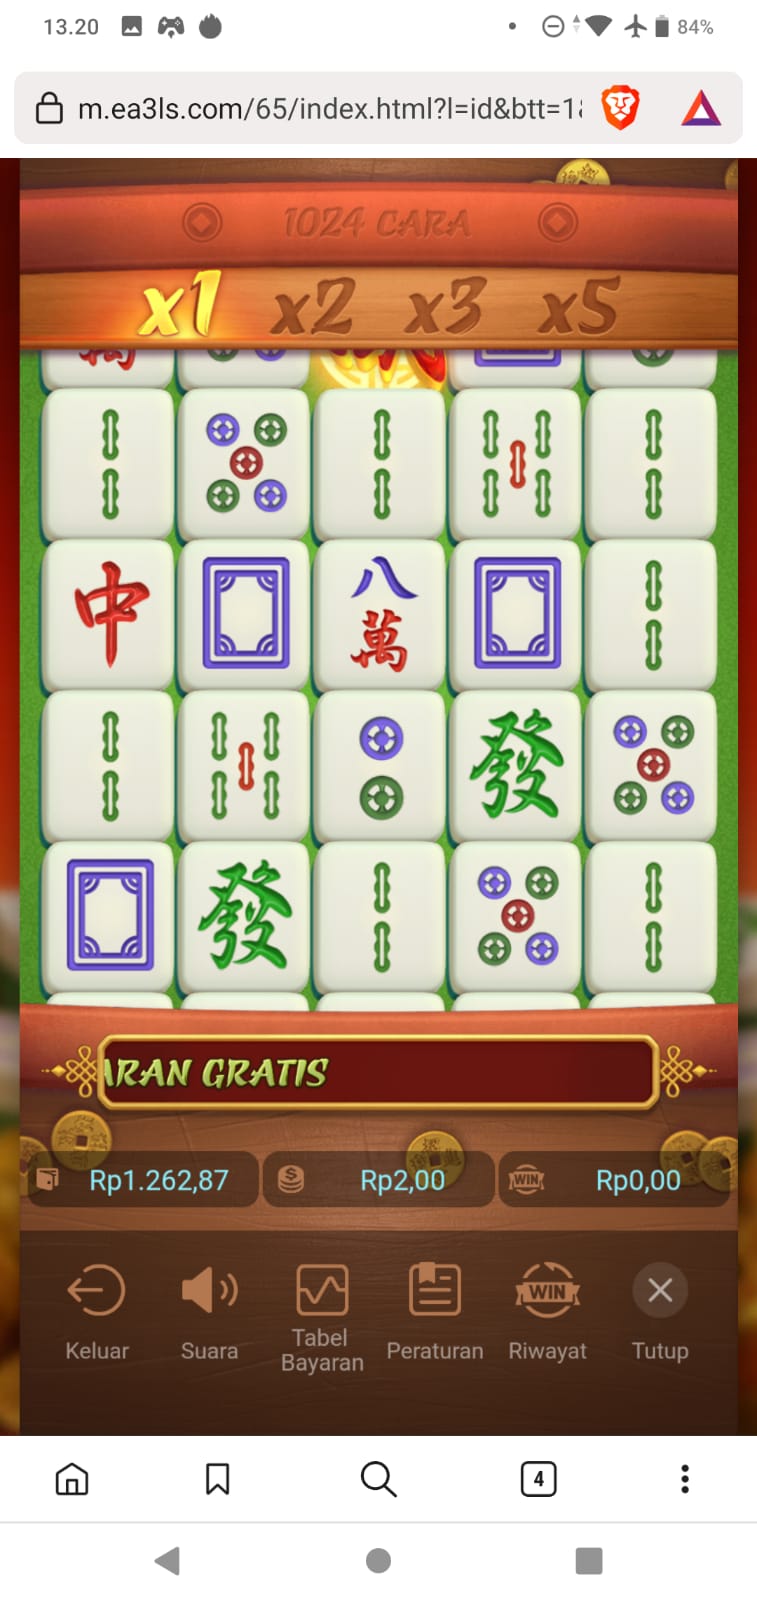 13.20
84%
m.ea3ls.com/65/index.html?l=id&btt=1
1024 CARA
x1 x2 x3 x5
中
八
萬
發
發
ARAN GRATIS
Rp1.262,87 Rp2,00 WIN Rp0,00
WIN
Keluar Suara Tabel Bayaran Peraturan Riwayat Tutup
4